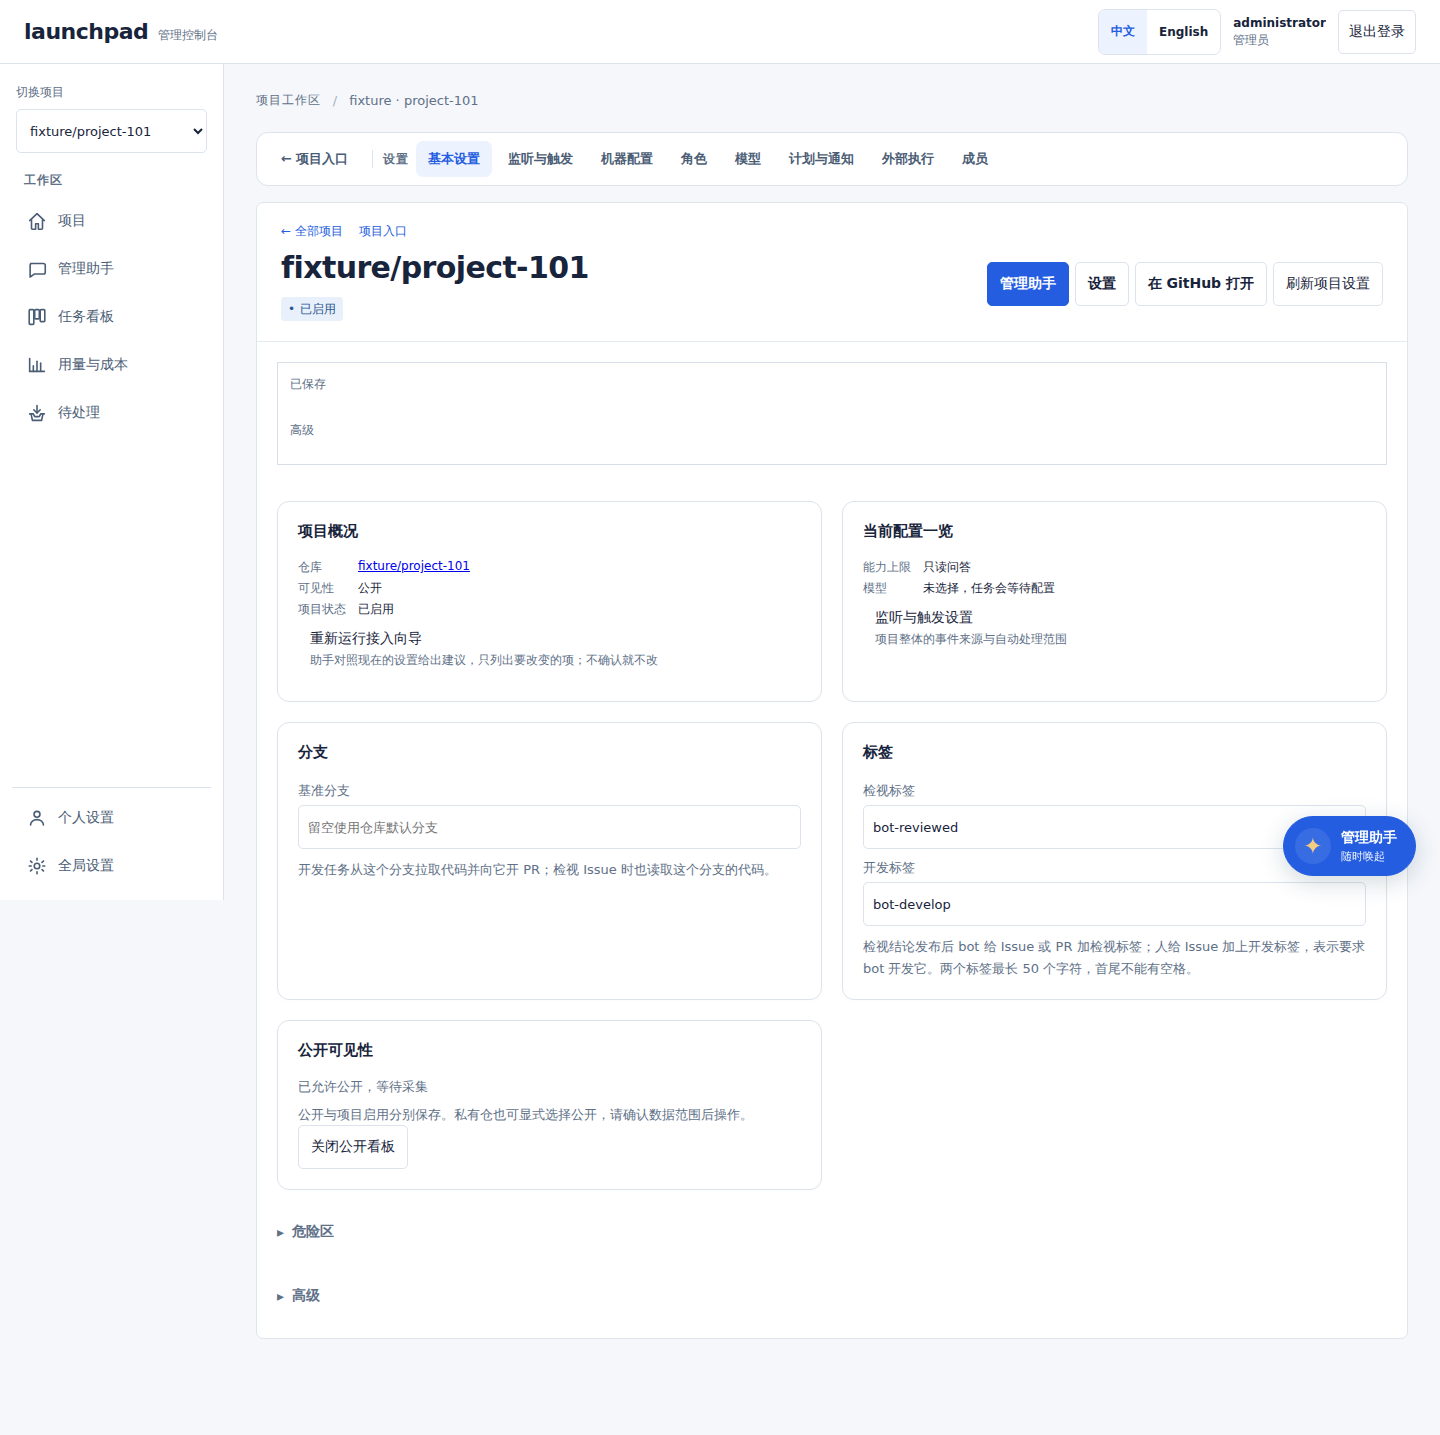 launchpad 管理控制台
中文 English
administrator
管理员
退出登录
切换项目
fixture/project-101
工作区
项目
管理助手
任务看板
用量与成本
待处理
个人设置
全局设置
项目工作区 / fixture · project-101
← 项目入口 设置 基本设置 监听与触发 机器配置 角色 模型 计划与通知 外部执行 成员
← 全部项目 项目入口
fixture/project-101
• 已启用
管理助手 设置 在 GitHub 打开 刷新项目设置
已保存
高级
项目概况
仓库 fixture/project-101
可见性 公开
项目状态 已启用
重新运行接入向导
助手对照现在的设置给出建议，只列出要改变的项；不确认就不改
当前配置一览
能力上限 只读问答
模型 未选择，任务会等待配置
监听与触发设置
项目整体的事件来源与自动处理范围
分支
基准分支
留空使用仓库默认分支
开发任务从这个分支拉取代码并向它开 PR；检视 Issue 时也读取这个分支的代码。
标签
检视标签
bot-reviewed
开发标签
bot-develop
检视结论发布后 bot 给 Issue 或 PR 加检视标签；人给 Issue 加上开发标签，表示要求
bot 开发它。两个标签最长 50 个字符，首尾不能有空格。
管理助手
随时唤起
公开可见性
已允许公开，等待采集
公开与项目启用分别保存。私有仓也可显式选择公开，请确认数据范围后操作。
关闭公开看板
▸ 危险区
▸ 高级